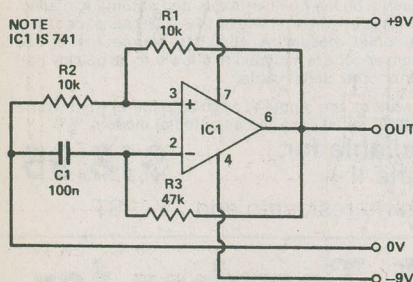 NOTE
IC1 IS 741
R1
10k
+9V
R2
10k
3
+
7
IC1
6
OUT
2
−
4
C1
100n
R3
47k
0V
−9V